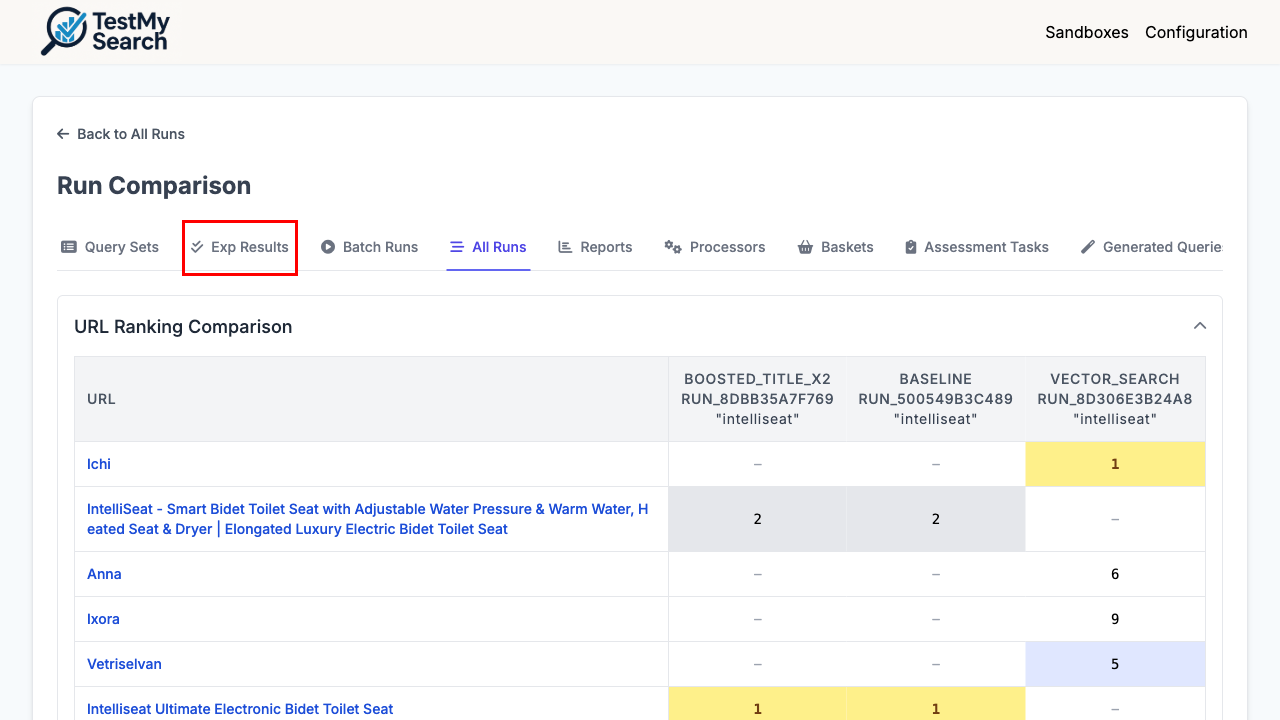 TestMy
Search
Sandboxes Configuration
Back to All Runs
Run Comparison
Query Sets Exp Results Batch Runs All Runs Reports Processors Baskets Assessment Tasks Generated Querie
URL Ranking Comparison
URL
BOOSTED_TITLE_X2
RUN_8DBB35A7F769
"intelliseat"
BASELINE
RUN_500549B3C489
"intelliseat"
VECTOR_SEARCH
RUN_8D306E3B24A8
"intelliseat"
Ichi – – 1
IntelliSeat - Smart Bidet Toilet Seat with Adjustable Water Pressure & Warm Water, H
eated Seat & Dryer | Elongated Luxury Electric Bidet Toilet Seat
2 2 –
Anna – – 6
Ixora – – 9
Vetriselvan – – 5
Intelliseat Ultimate Electronic Bidet Toilet Seat 1 1 –